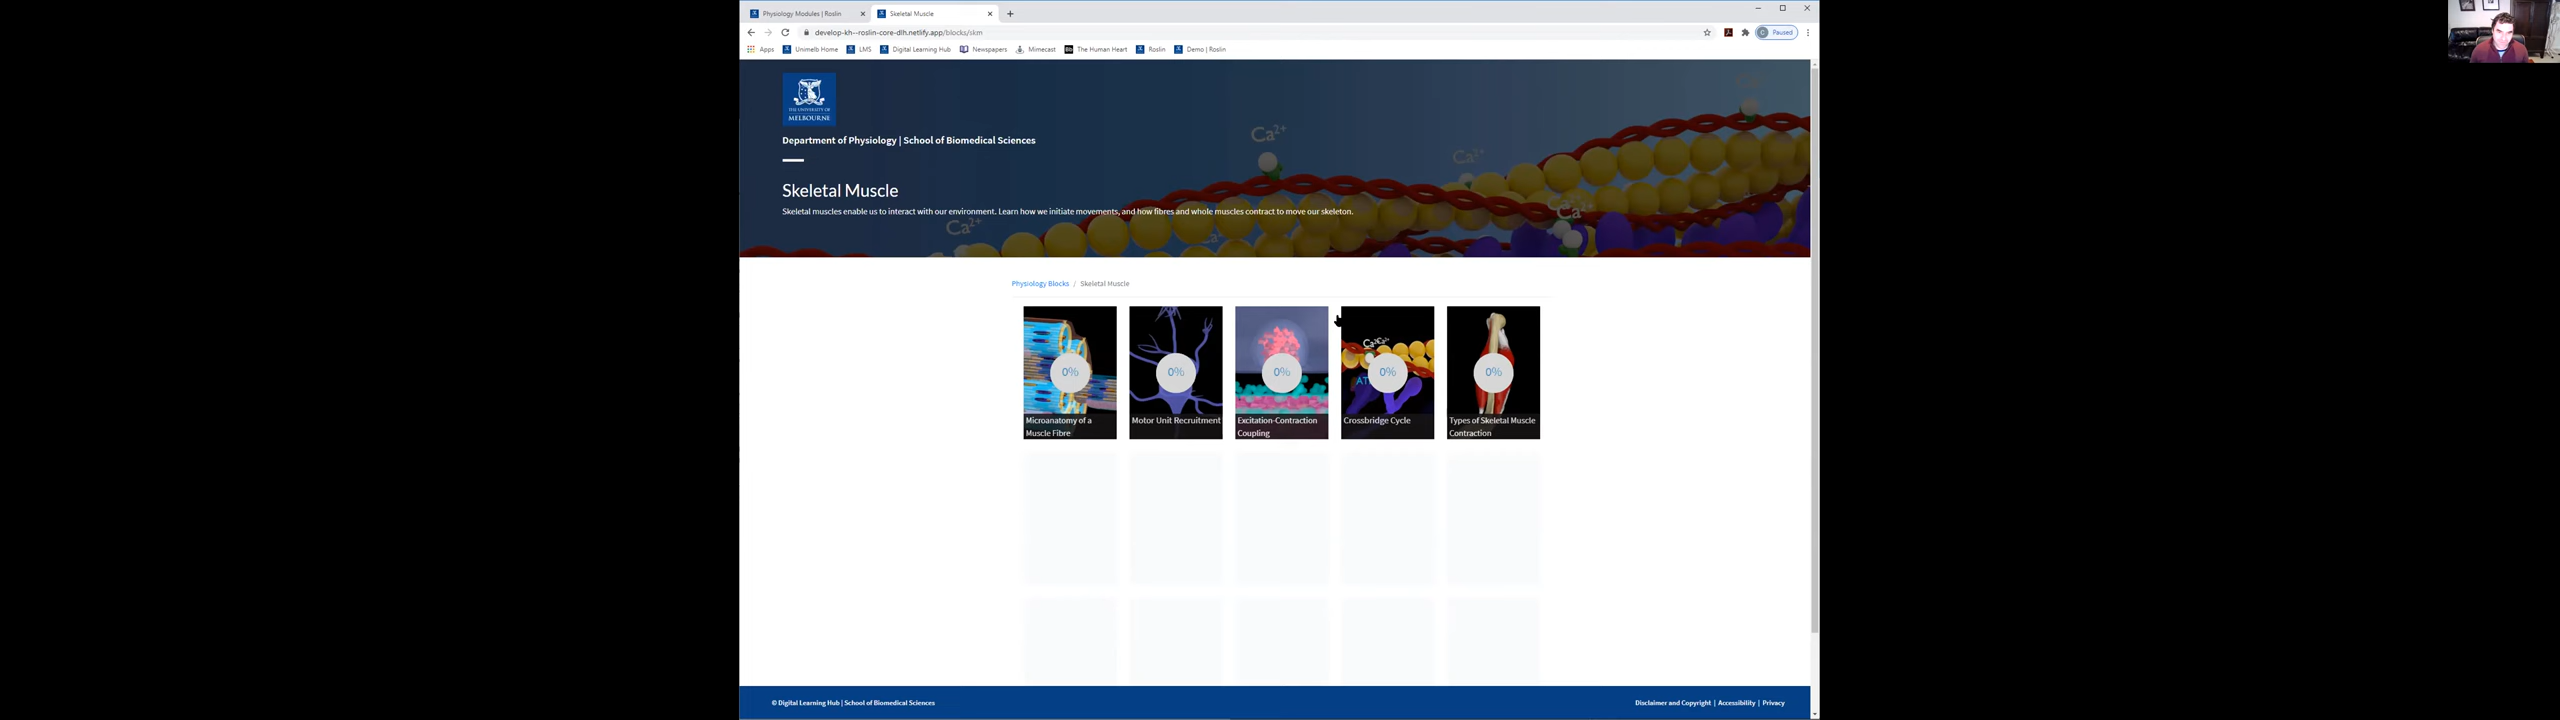 Physiology Modules | Roslin
Skeletal Muscle
develop-kh--roslin-core-dlh.netlify.app/blocks/skm
Paused
Apps
Unimelb Home
LMS
Digital Learning Hub
Newspapers
Mimecast
Bb The Human Heart
Roslin
Demo | Roslin
THE UNIVERSITY OF
MELBOURNE
Department of Physiology | School of Biomedical Sciences
Skeletal Muscle
Skeletal muscles enable us to interact with our environment. Learn how we initiate movements, and how fibres and whole muscles contract to move our skeleton.
Ca2+
Ca2+
Ca2+
Ca2+
Ca2+
Physiology Blocks / Skeletal Muscle
0%
Microanatomy of a
Muscle Fibre
0%
Motor Unit Recruitment
0%
Excitation-Contraction
Coupling
Ca2+
Ca2+
0%
Crossbridge Cycle
0%
Types of Skeletal Muscle
Contraction
© Digital Learning Hub | School of Biomedical Sciences
Disclaimer and Copyright | Accessibility | Privacy